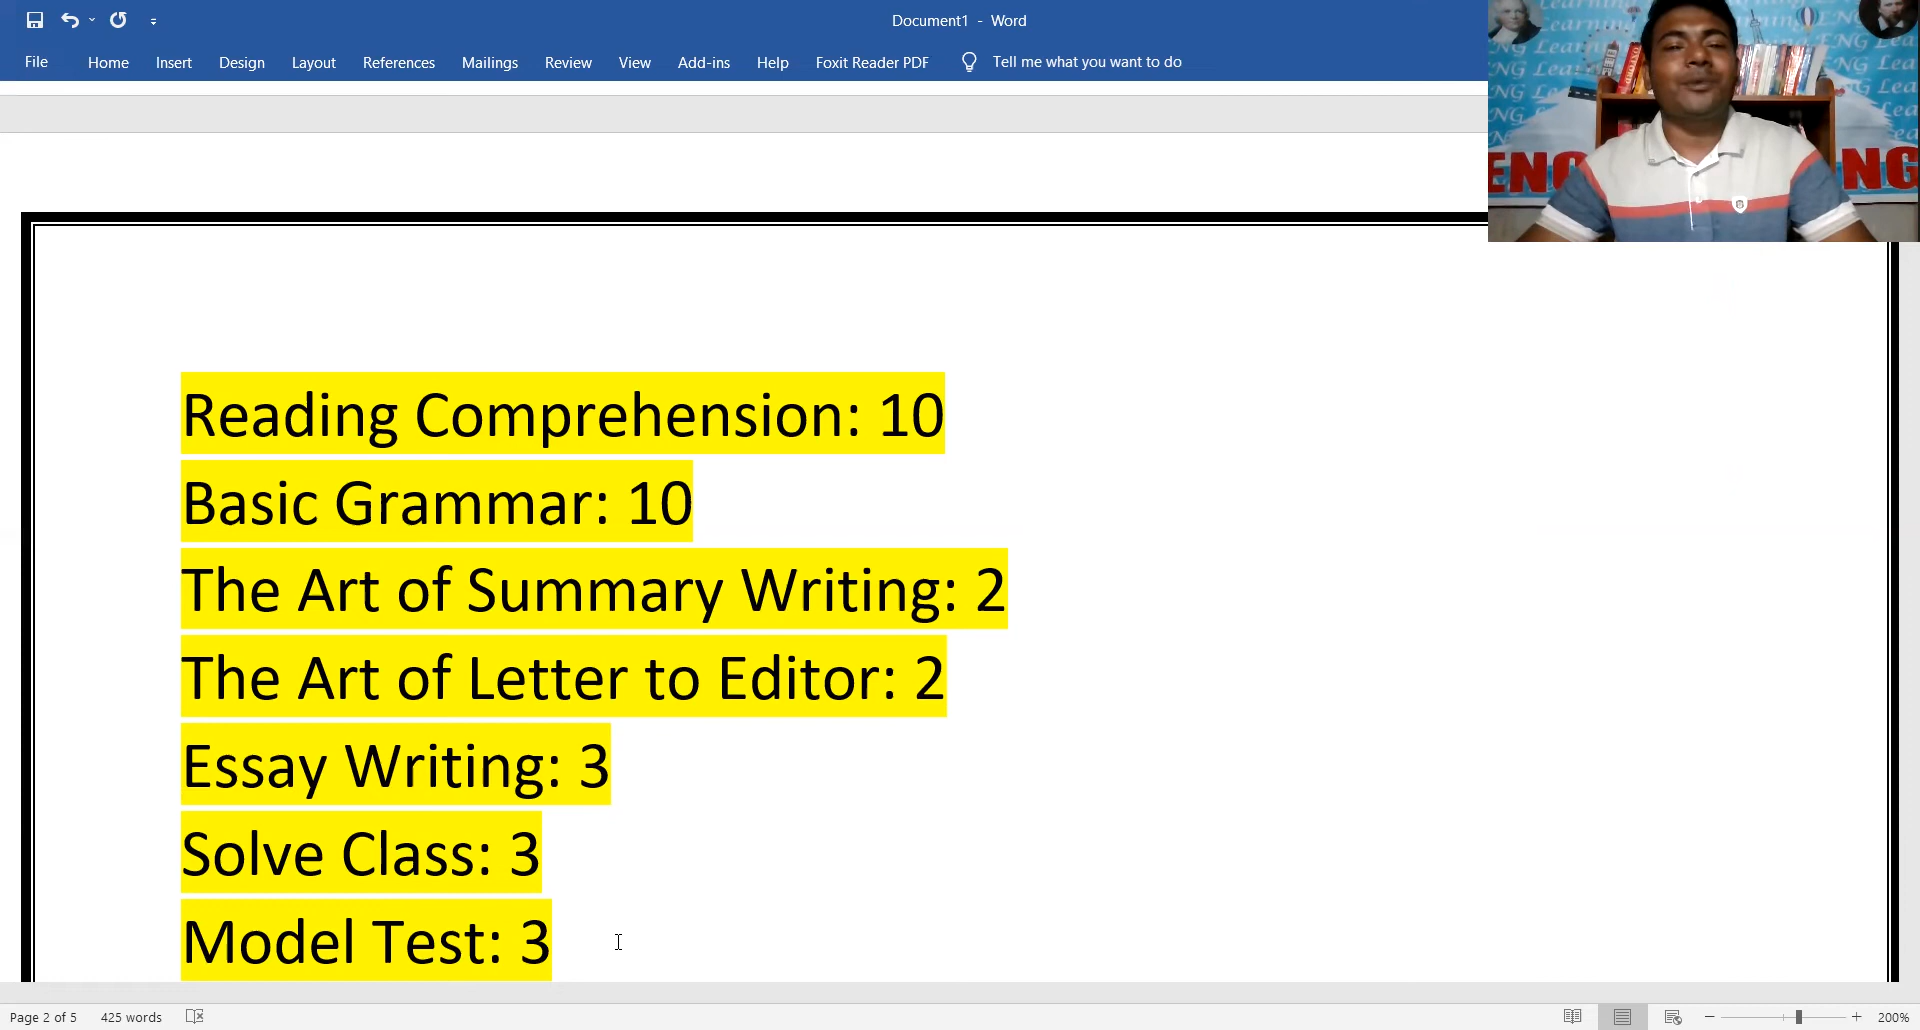 Document1 - Word
File Home Insert Design Layout References Mailings Review View Add-ins Help Foxit Reader PDF Tell me what you want to do
Reading Comprehension: 10
Basic Grammar: 10
The Art of Summary Writing: 2
The Art of Letter to Editor: 2
Essay Writing: 3
Solve Class: 3
Model Test: 3
Page 2 of 5 425 words 200%